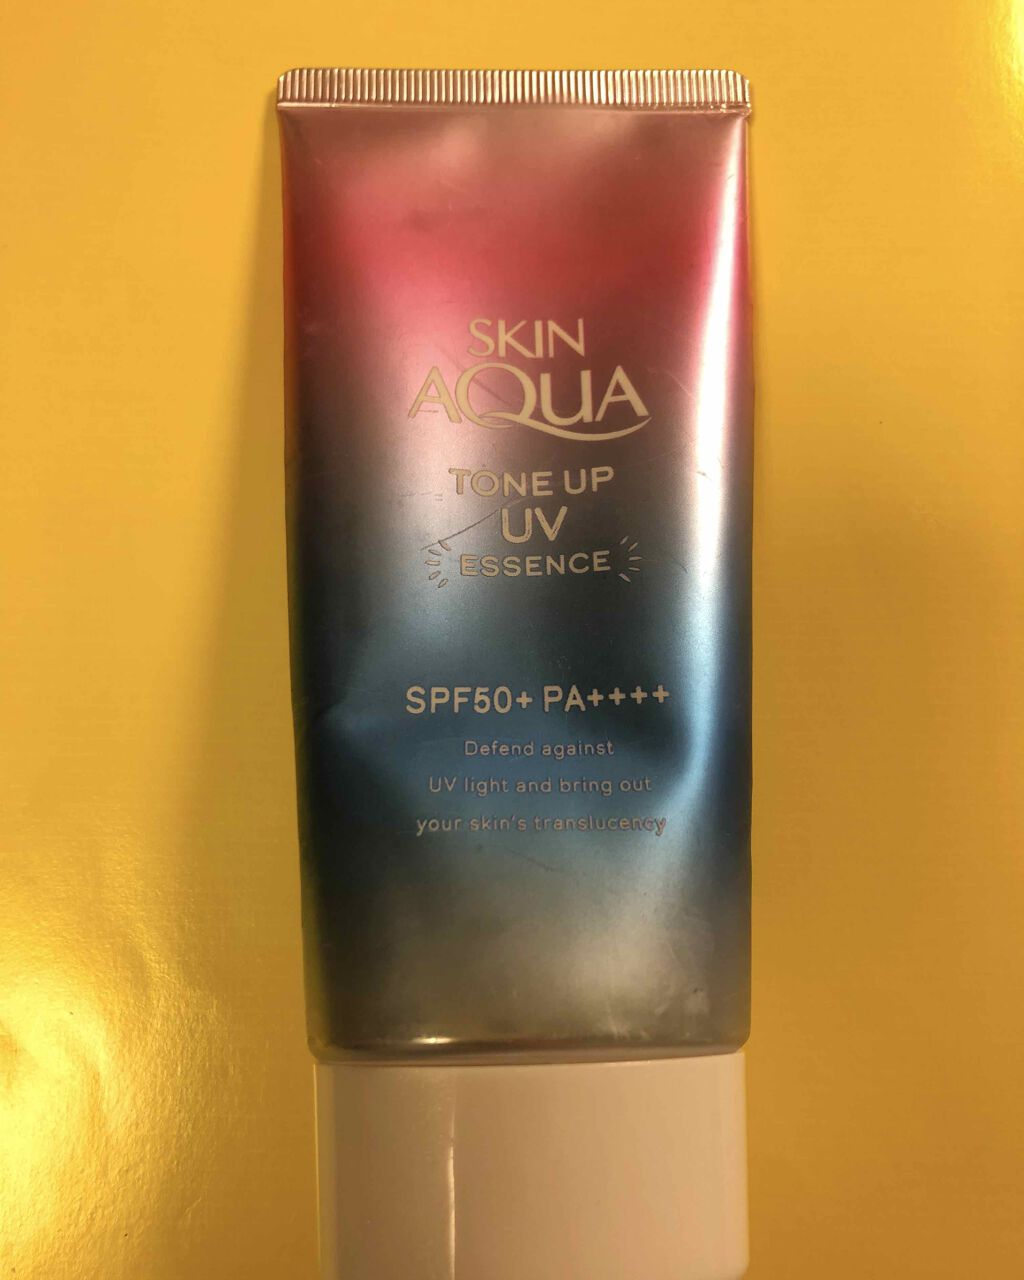 SKIN
AQUA
TONE UP
UV
ESSENCE
SPF50+ PA++++
Defend against
UV light and bring out
your skin's translucency